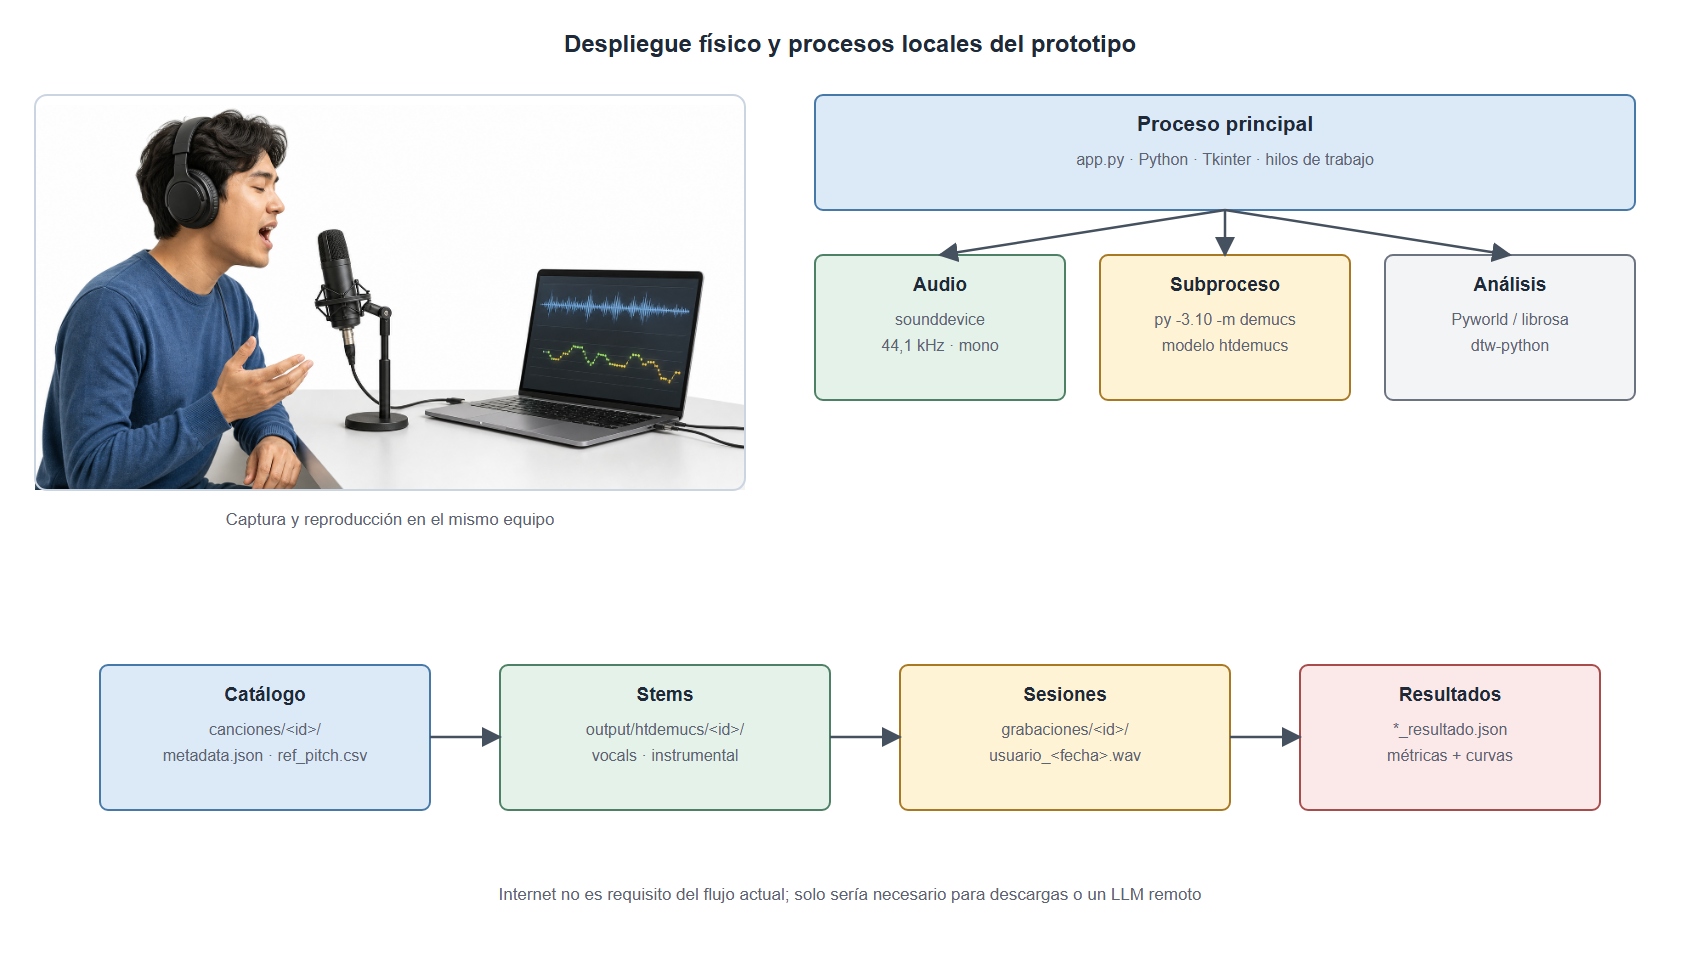 Despliegue físico y procesos locales del prototipo
Proceso principal
app.py · Python · Tkinter · hilos de trabajo
Audio
sounddevice
44,1 kHz · mono
Subproceso
py -3.10 -m demucs
modelo htdemucs
Análisis
Pyworld / librosa
dtw-python
Captura y reproducción en el mismo equipo
Catálogo
canciones/<id>/
metadata.json · ref_pitch.csv
Stems
output/htdemucs/<id>/
vocals · instrumental
Sesiones
grabaciones/<id>/
usuario_<fecha>.wav
Resultados
*_resultado.json
métricas + curvas
Internet no es requisito del flujo actual; solo sería necesario para descargas o un LLM remoto